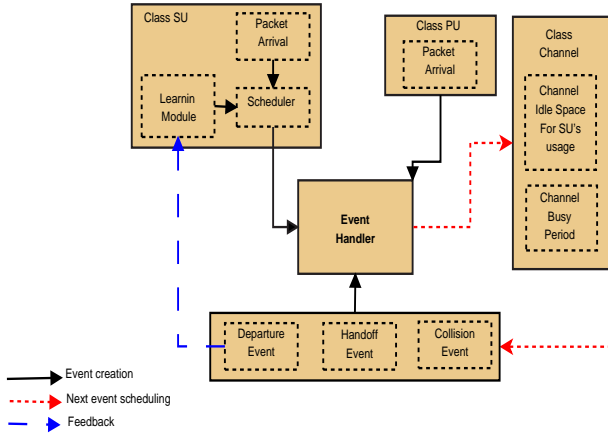 Class SU
Packet
Arrival
Learnin
Module
Scheduler
Class PU
Packet
Arrival
Class
Channel
Channel
Idle Space
For SU's
usage
Channel
Busy
Period
Event
Handler
Departure
Event
Handoff
Event
Collision
Event
Event creation
Next event scheduling
Feedback